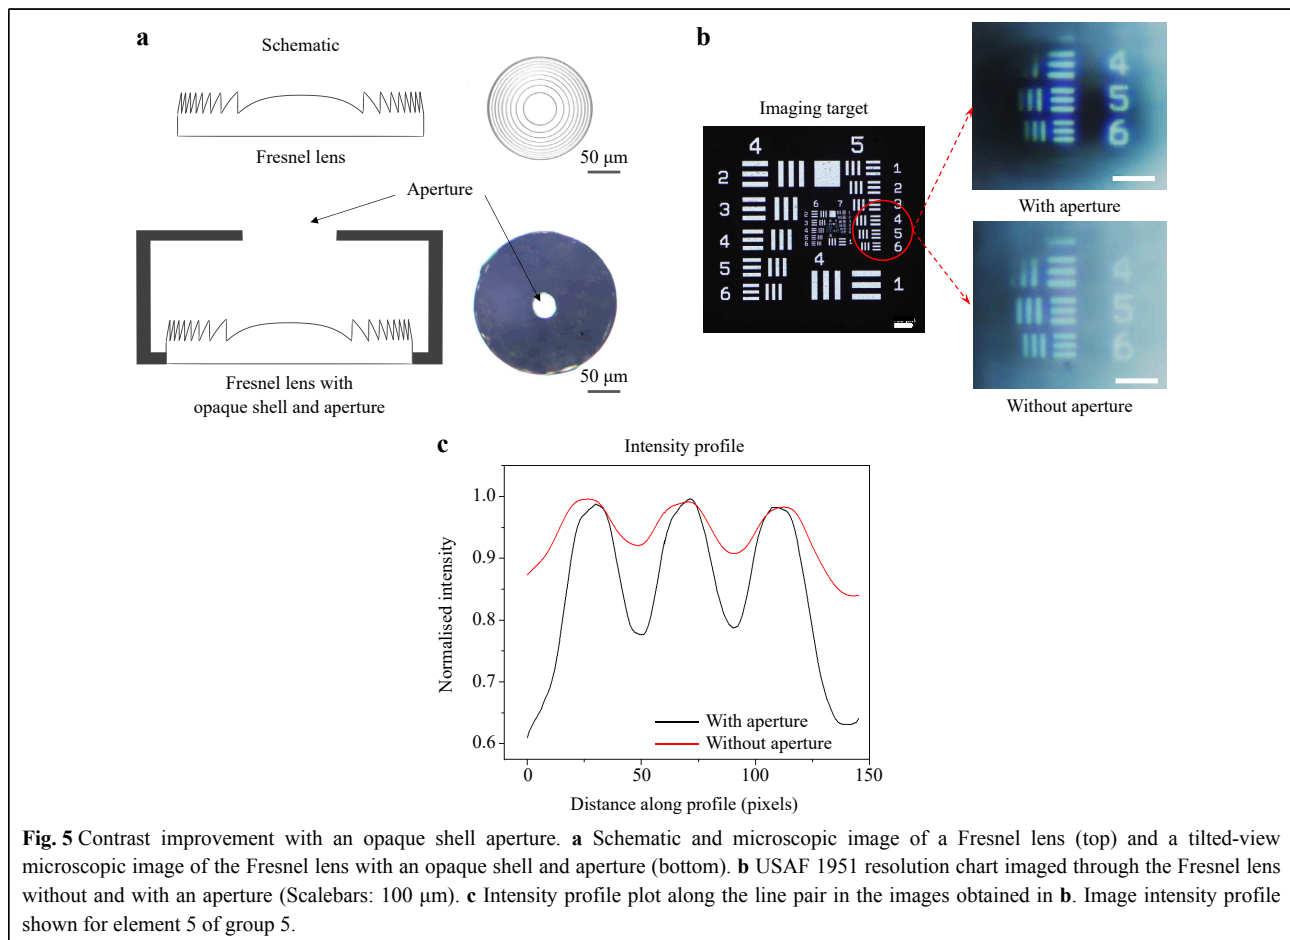 a
Schematic
Fresnel lens
50 μm
Aperture
Fresnel lens with
opaque shell and aperture
50 μm
b
Imaging target
4 5
2
3
4
5
6
1
2
3
4
5
6
6 7
2
3
4
5
6
1
4
1
4
5
6
With aperture
4
5
6
Without aperture
c
Intensity profile
Normalised intensity
1.0
0.9
0.8
0.7
0.6
With aperture
Without aperture
0 50 100 150
Distance along profile (pixels)
Fig. 5 Contrast improvement with an opaque shell aperture. a Schematic and microscopic image of a Fresnel lens (top) and a tilted-view
microscopic image of the Fresnel lens with an opaque shell and aperture (bottom). b USAF 1951 resolution chart imaged through the Fresnel lens
without and with an aperture (Scalebars: 100 μm). c Intensity profile plot along the line pair in the images obtained in b. Image intensity profile
shown for element 5 of group 5.